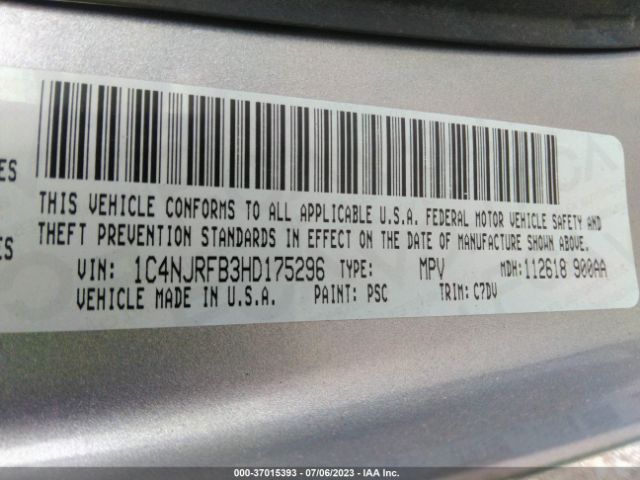 ES
THIS VEHICLE CONFORMS TO ALL APPLICABLE U.S.A. FEDERAL MOTOR VEHICLE SAFETY AND
THEFT PREVENTION STANDARDS IN EFFECT ON THE DATE OF MANUFACTURE SHOWN ABOVE.
ES
VIN: 1C4NJRFB3HD175296 TYPE: MPV MDH: 112618 900AA
VEHICLE MADE IN U.S.A. PAINT: PSC TRIM: C7DV
000-37015393 - 07/06/2023 - IAA Inc.